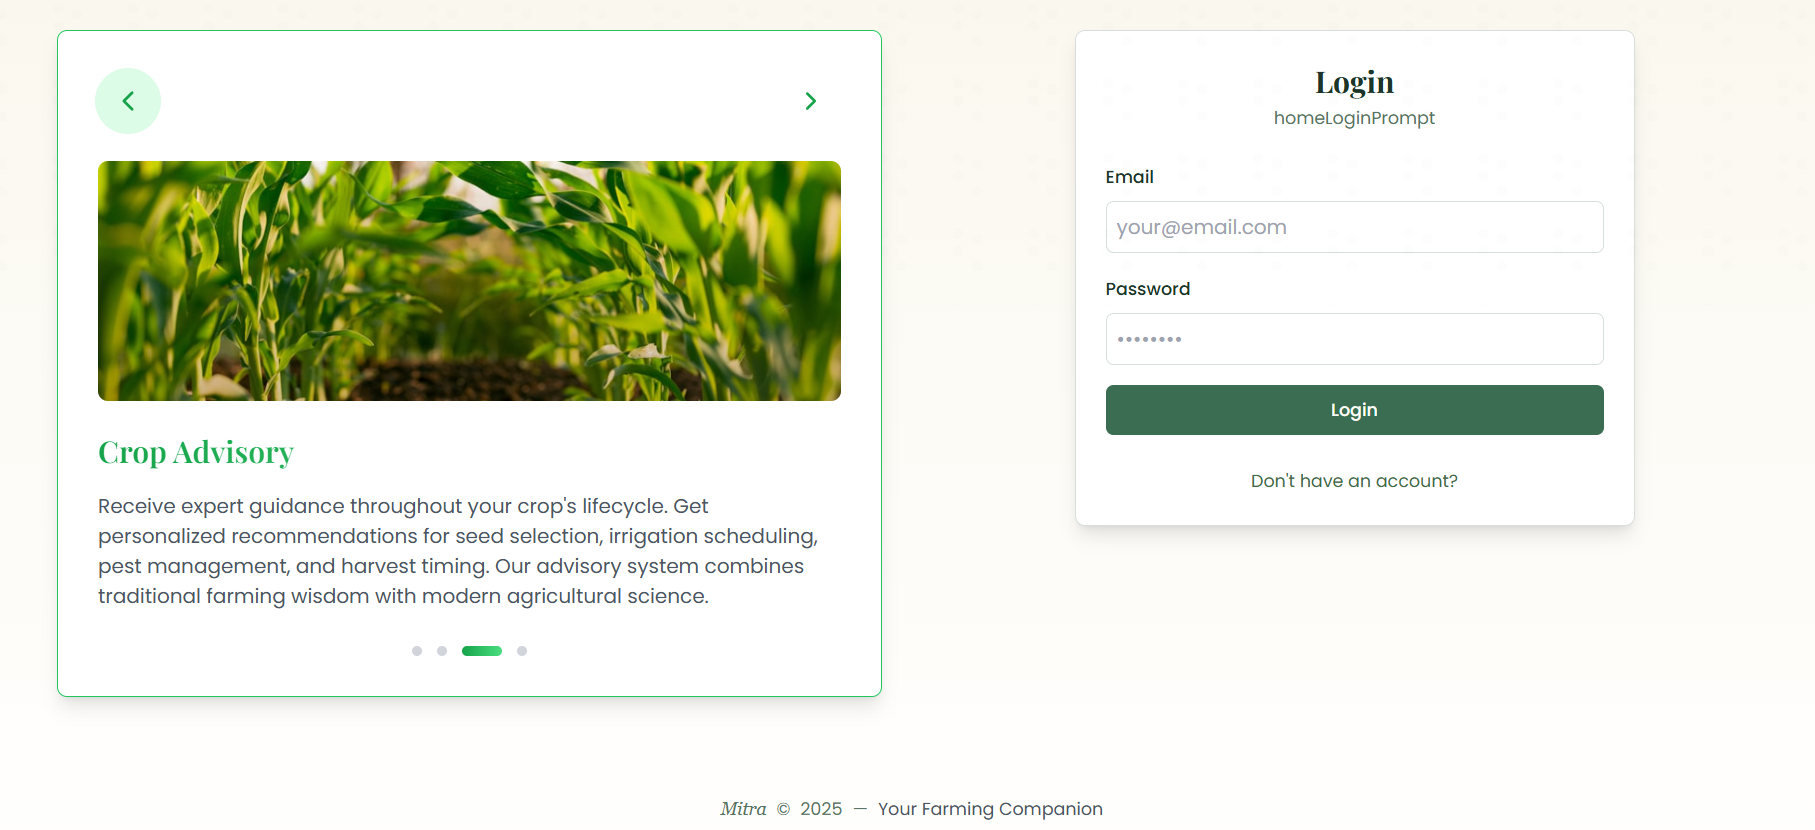 Crop Advisory
Receive expert guidance throughout your crop's lifecycle. Get
personalized recommendations for seed selection, irrigation scheduling,
pest management, and harvest timing. Our advisory system combines
traditional farming wisdom with modern agricultural science.
Login
homeLoginPrompt
Email
your@email.com
Password
••••••••
Login
Don't have an account?
Mitra © 2025 — Your Farming Companion